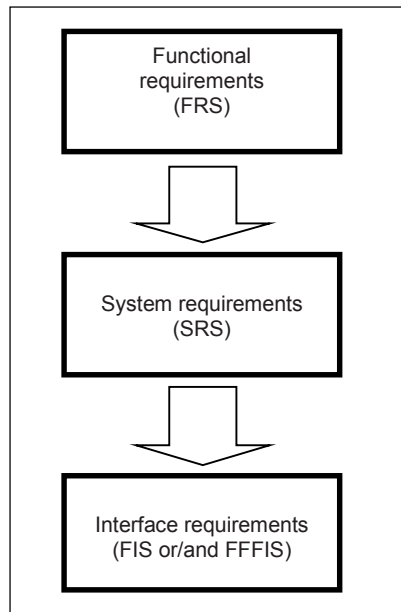 Functional
requirements
(FRS)
System requirements
(SRS)
Interface requirements
(FIS or/and FFFIS)